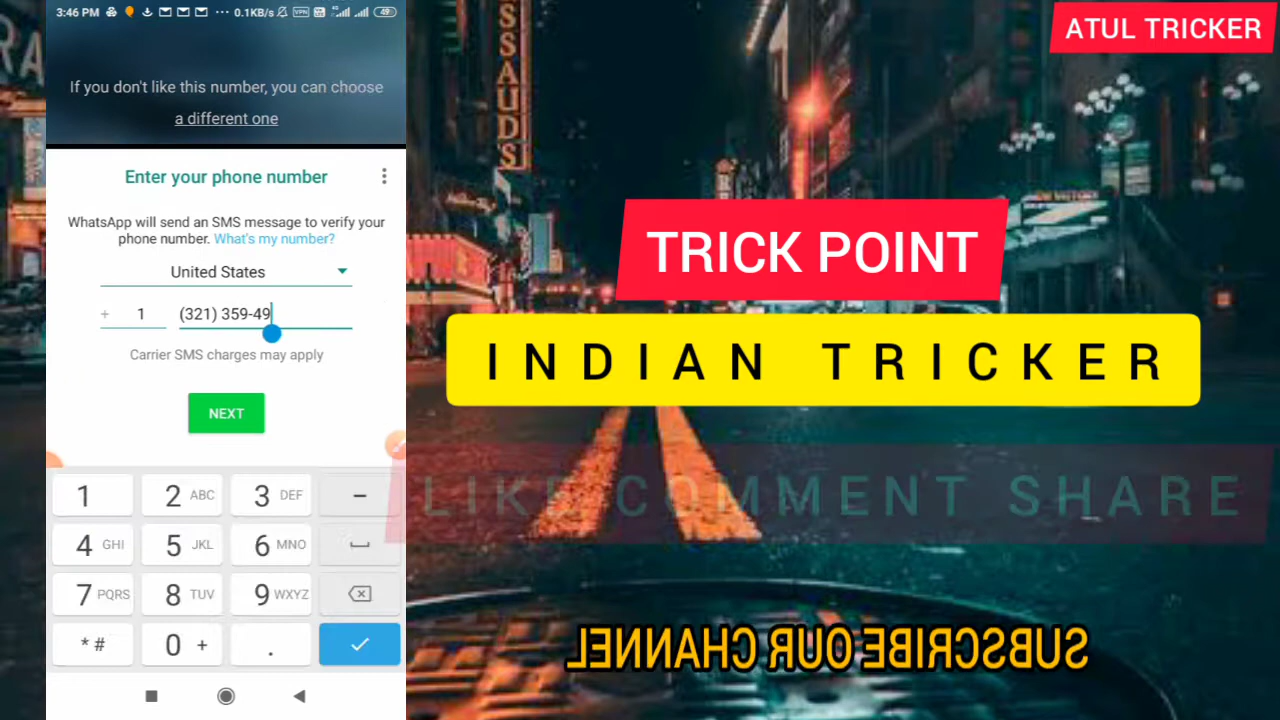 3:46 PM ... 0.1KB/s VPN 4G 49
If you don't like this number, you can choose
a different one
Enter your phone number
WhatsApp will send an SMS message to verify your
phone number. What's my number?
United States
+ 1 (321) 359-49
Carrier SMS charges may apply
NEXT
1 2 ABC 3 DEF -
4 GHI 5 JKL 6 MNO
7 PQRS 8 TUV 9 WXYZ
* # 0 + .
SSAUDS
ATUL TRICKER
TRICK POINT
INDIAN TRICKER
LIKE COMMENT SHARE
SUBSCRIBE OUR CHANNEL